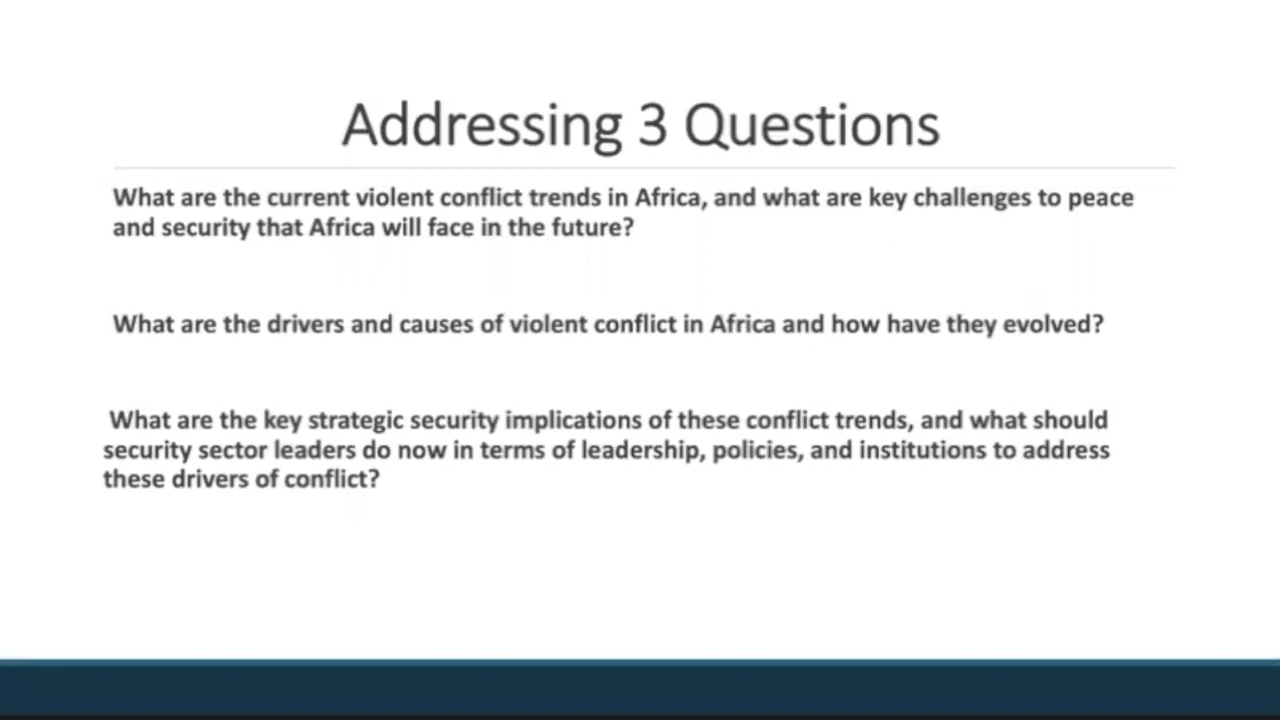 Addressing 3 Questions
What are the current violent conflict trends in Africa, and what are key challenges to peace
and security that Africa will face in the future?
What are the drivers and causes of violent conflict in Africa and how have they evolved?
What are the key strategic security implications of these conflict trends, and what should
security sector leaders do now in terms of leadership, policies, and institutions to address
these drivers of conflict?